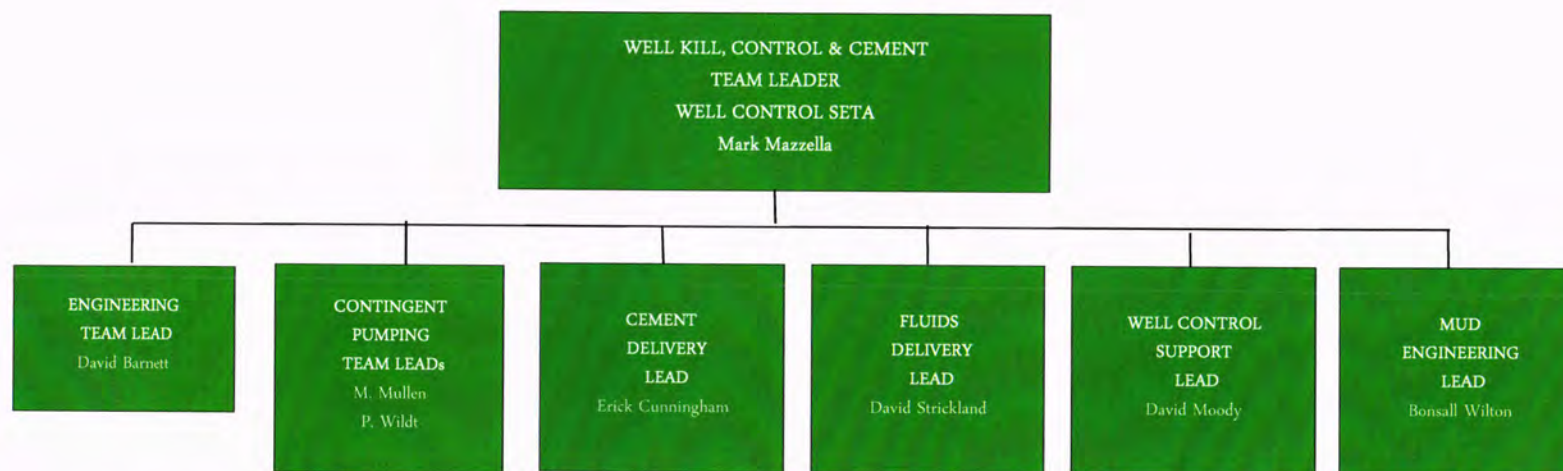 WELL KILL, CONTROL & CEMENT
TEAM LEADER
WELL CONTROL SETA
Mark Mazzella
ENGINEERING
TEAM LEAD
David Barnett
CONTINGENT
PUMPING
TEAM LEADs
M. Mullen
P. Wildt
CEMENT
DELIVERY
LEAD
Erick Cunningham
FLUIDS
DELIVERY
LEAD
David Strickland
WELL CONTROL
SUPPORT
LEAD
David Moody
MUD
ENGINEERING
LEAD
Bonsall Wilton